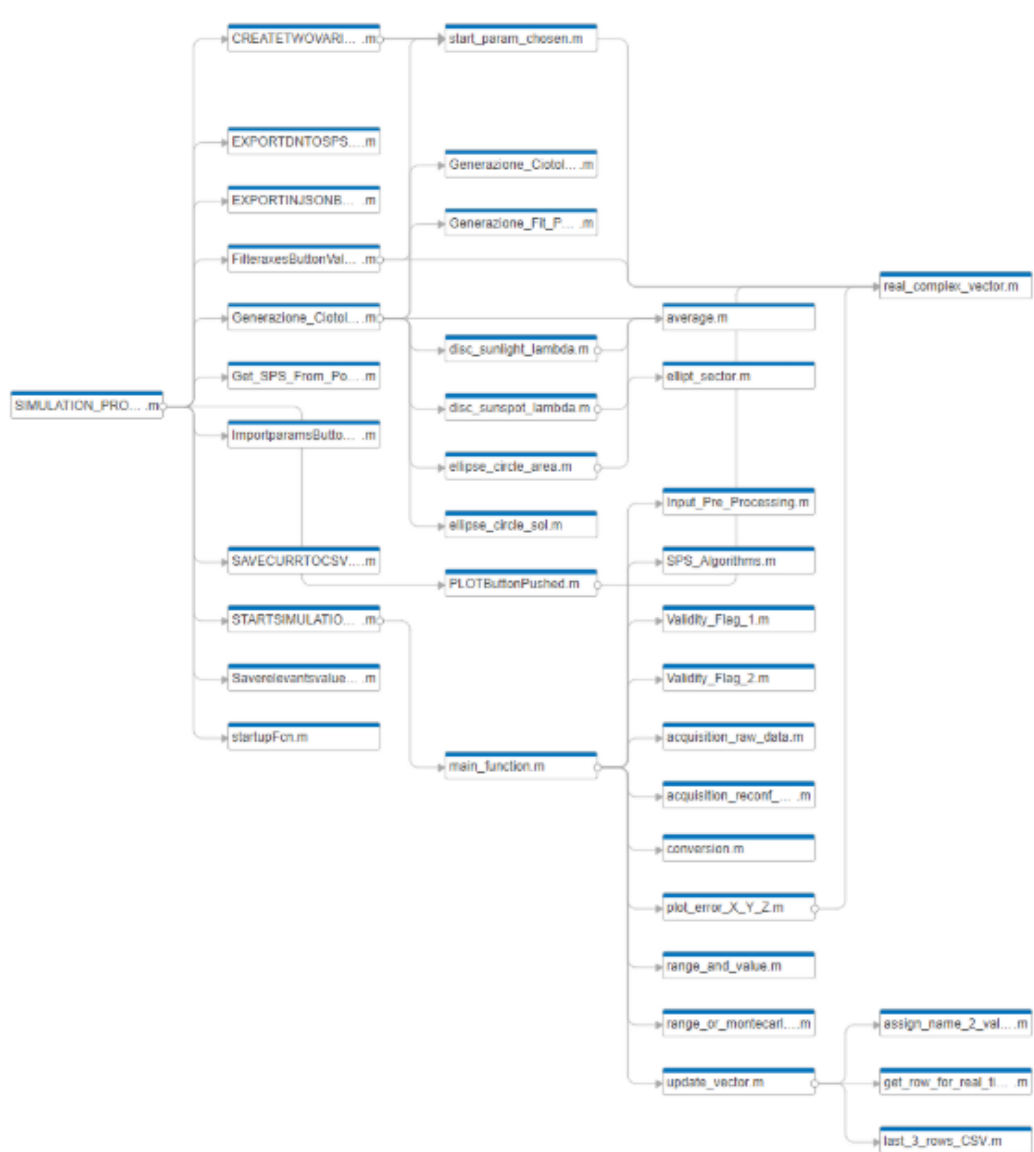 SIMULATION_PRO... .m
CREATETWOVARI... .m
EXPORTDNTOSPS... .m
EXPORTINJSONB... .m
FilteraxesButtonVal... .m
Generazione_Ciotol... .m
Get_SPS_From_Po... .m
ImportparamsButto... .m
SAVECURRTOCSV... .m
STARTSIMULATIO... .m
Saverelevantsvalue... .m
startupFcn.m
start_param_chosen.m
Generazione_Ciotol... .m
Generazione_Fit_P... .m
disc_sunlight_lambda.m
disc_sunspot_lambda.m
ellipse_circle_area.m
ellipse_circle_sol.m
PLOTButtonPushed.m
main_function.m
average.m
ellipt_sector.m
Input_Pre_Processing.m
SPS_Algorithms.m
Validity_Flag_1.m
Validity_Flag_2.m
acquisition_raw_data.m
acquisition_reconf_... .m
conversion.m
plot_error_X_Y_Z.m
range_and_value.m
range_or_montecarl... .m
update_vector.m
real_complex_vector.m
assign_name_2_val... .m
get_row_for_real_ti... .m
last_3_rows_CSV.m